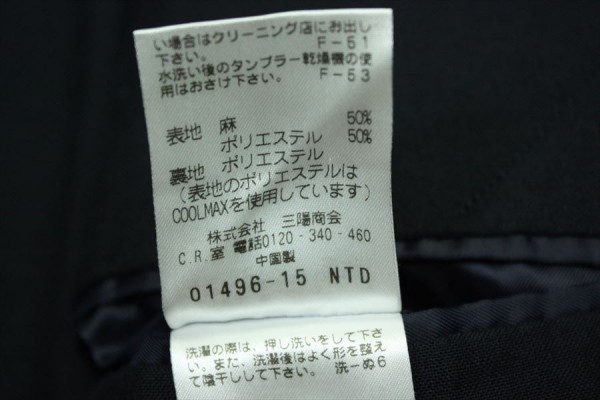 い場合はクリーニング店にお出し
下さい。 F-51
水洗い後のタンブラー乾燥機の使
用はおさけ下さい。 F-53
表地 麻 50%
ポリエステル 50%
裏地 ポリエステル
(表地のポリエステルは
COOLMAXを使用しています)
株式会社 三陽商会
C.R.室 電話0120-340-460
中国製
01496-15 NTD
洗濯の際は、押し洗いをして下さ
い。また、洗濯後はよく形を整え
て陰干しして下さい。 洗ーぬ6